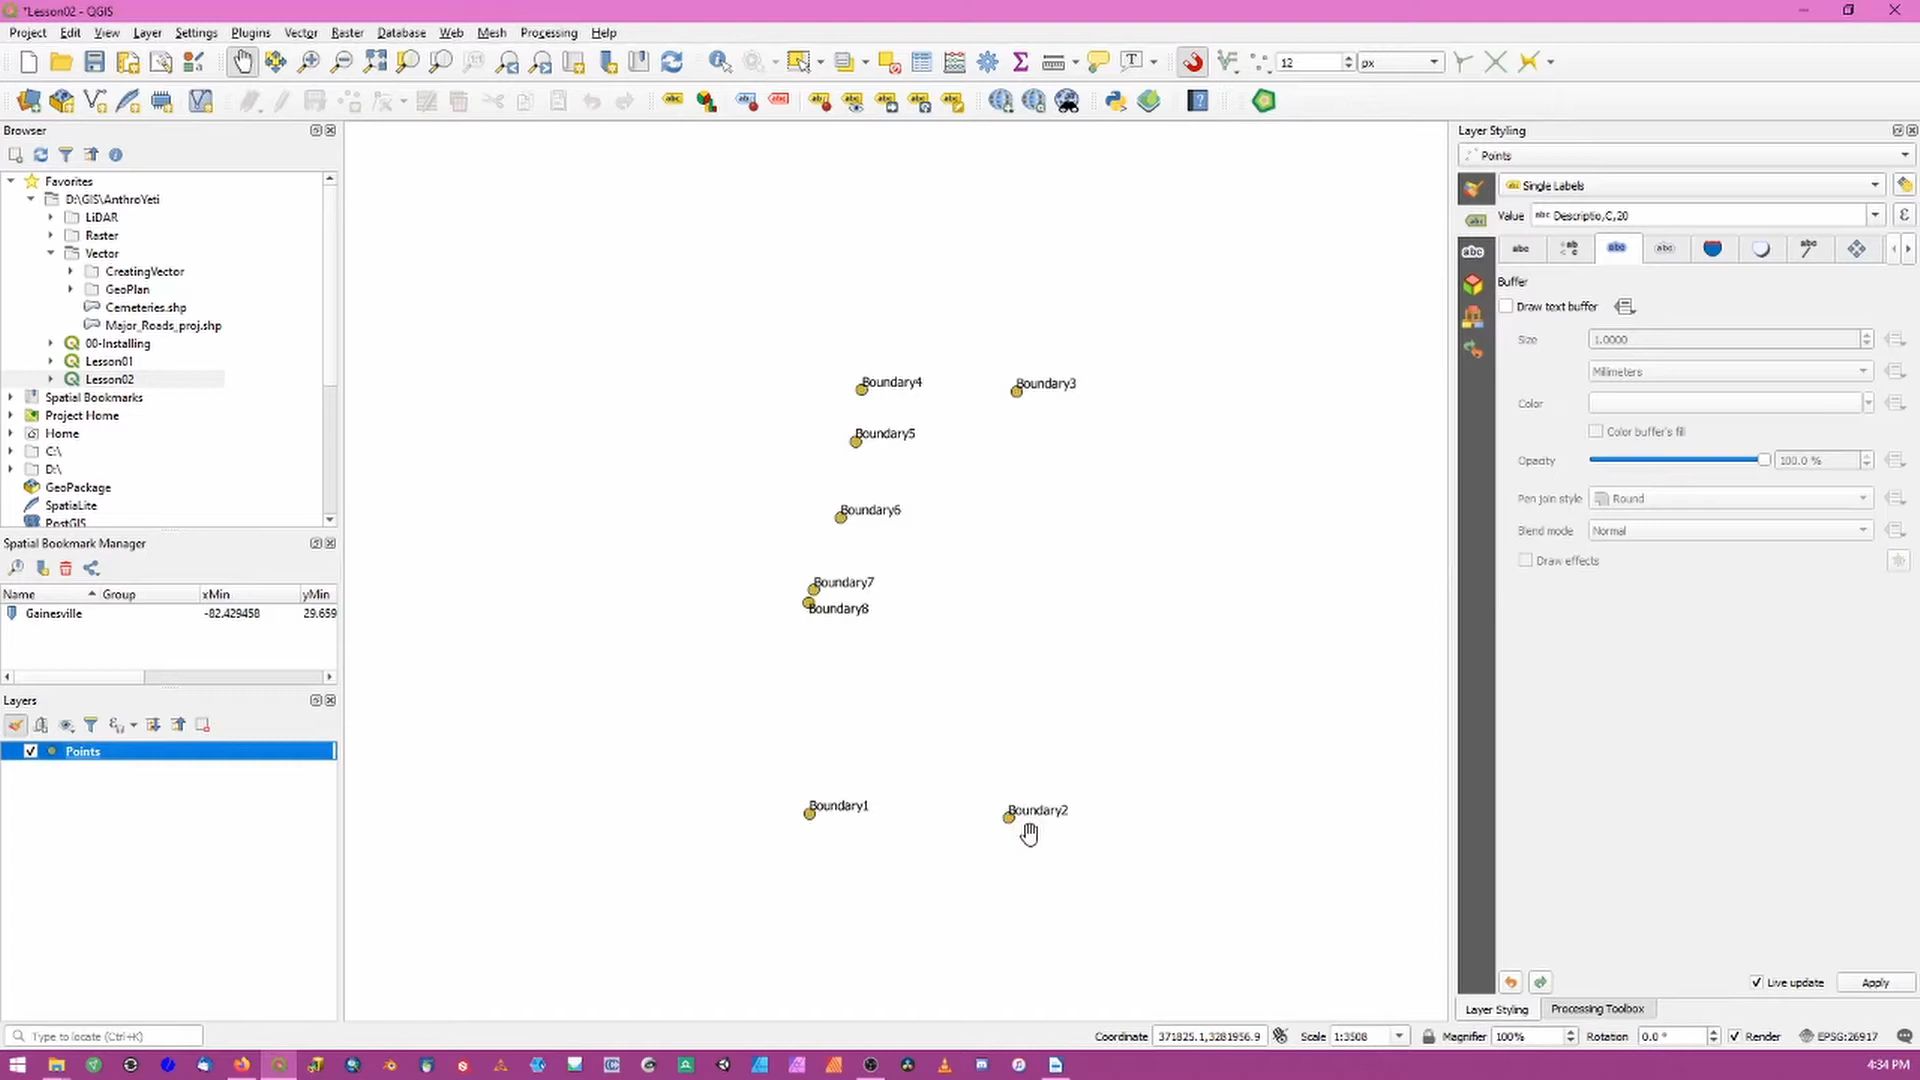 *Lesson02 - QGIS
Project Edit View Layer Settings Plugins Vector Raster Database Web Mesh Processing Help
12 px
Browser
Favorites
D:\GIS\AnthroYeti
LiDAR
Raster
Vector
CreatingVector
GeoPlan
Cemeteries.shp
Major_Roads_proj.shp
00-Installing
Lesson01
Lesson02
Spatial Bookmarks
Project Home
Home
C:\
D:\
GeoPackage
SpatiaLite
PostGIS
Spatial Bookmark Manager
Name Group xMin yMin
Gainesville -82.429458 29.659
Layers
Points
Type to locate (Ctrl+K)
Boundary4
Boundary3
Boundary5
Boundary6
Boundary7
Boundary8
Boundary1
Boundary2
Layer Styling
Points
Single Labels
Value abc Descriptio,C,20
Buffer
Draw text buffer
Size 1.0000
Millimeters
Color
Color buffer's fill
Opacity 100.0 %
Pen join style Round
Blend mode Normal
Draw effects
Live update Apply
Layer Styling Processing Toolbox
Coordinate 371825.1,3281956.9 Scale 1:3508 Magnifier 100% Rotation 0.0 ° Render EPSG:26917
4:34 PM